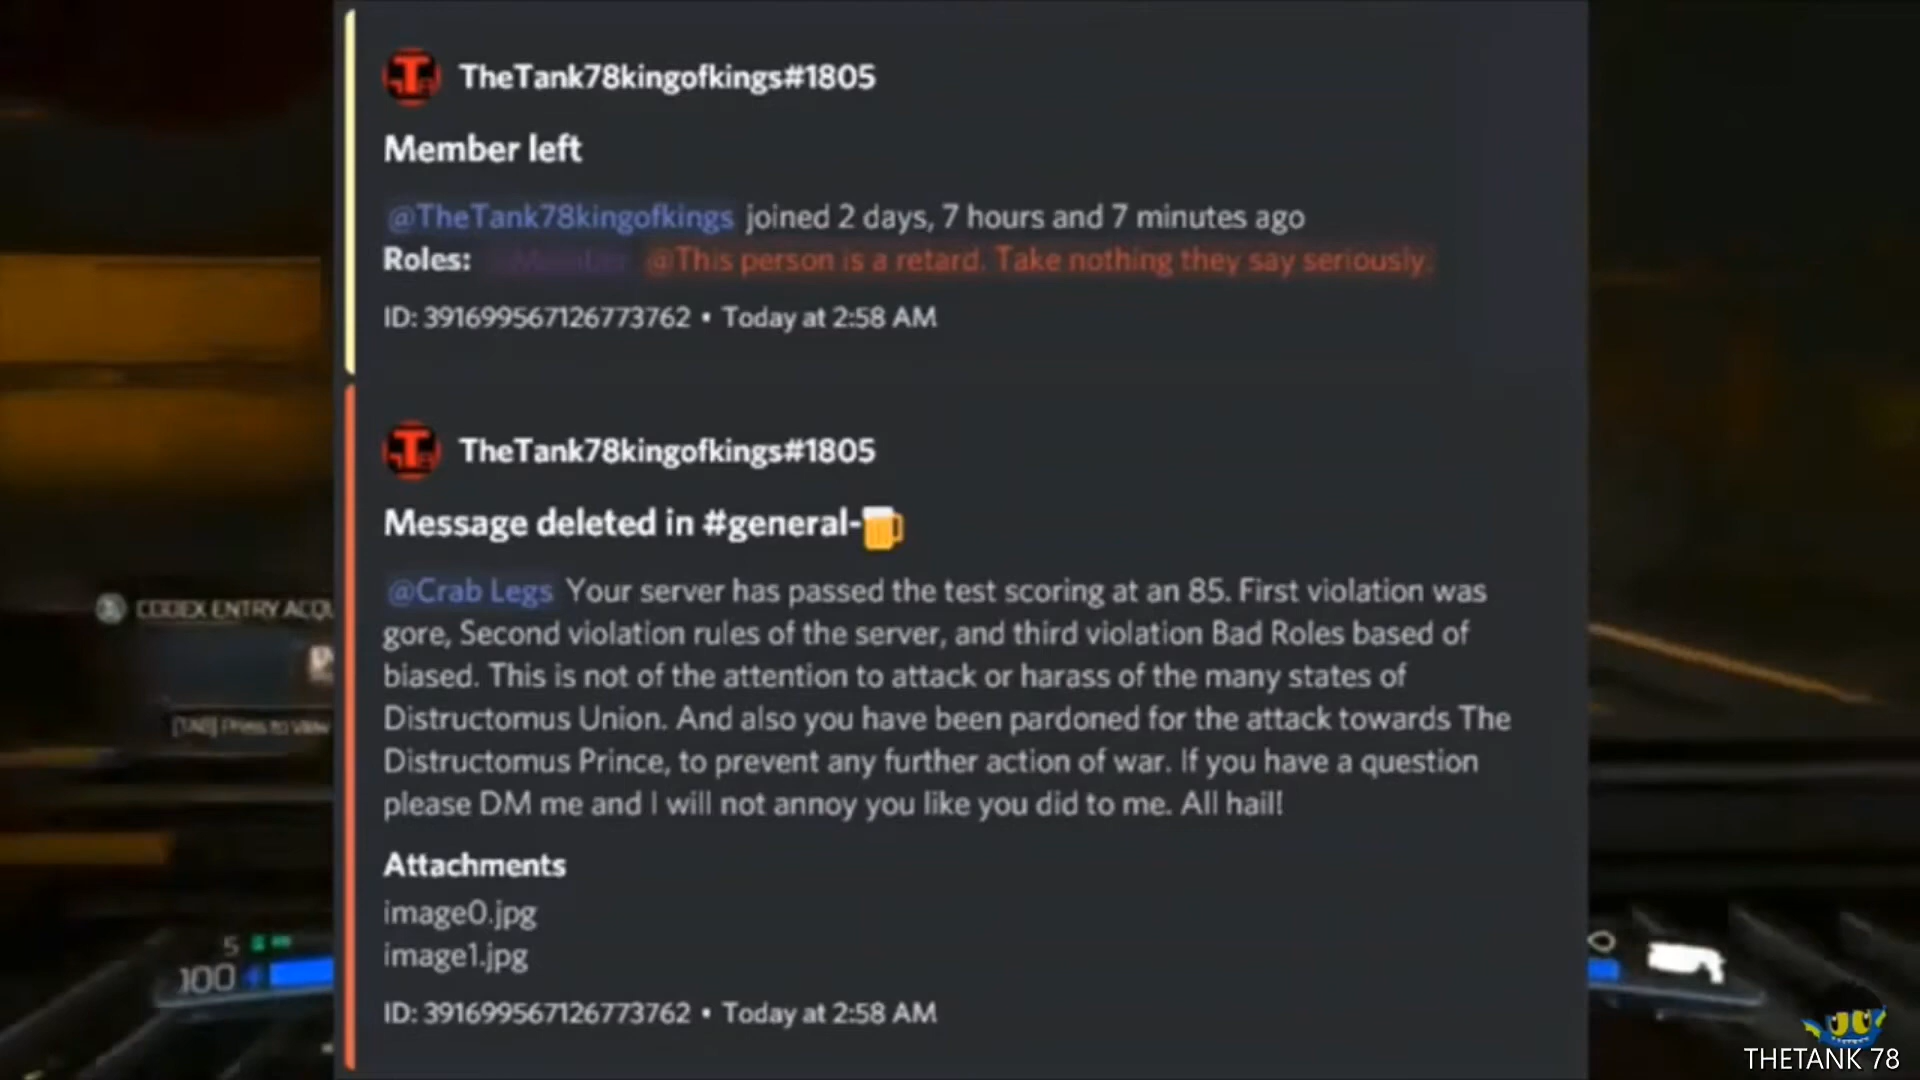 TheTank78kingofkings#1805
Member left
@TheTank78kingofkings joined 2 days, 7 hours and 7 minutes ago
Roles: @This person is a retard. Take nothing they say seriously.
ID: 391699567126773762 • Today at 2:58 AM
TheTank78kingofkings#1805
Message deleted in #general-🍺
@Crab Legs Your server has passed the test scoring at an 85. First violation was
gore, Second violation rules of the server, and third violation Bad Roles based of
biased. This is not of the attention to attack or harass of the many states of
Distructomus Union. And also you have been pardoned for the attack towards The
Distructomus Prince, to prevent any further action of war. If you have a question
please DM me and I will not annoy you like you did to me. All hail!
CODEX ENTRY ACQU
Attachments
image0.jpg
image1.jpg
ID: 391699567126773762 • Today at 2:58 AM
5
100
THETANK 78